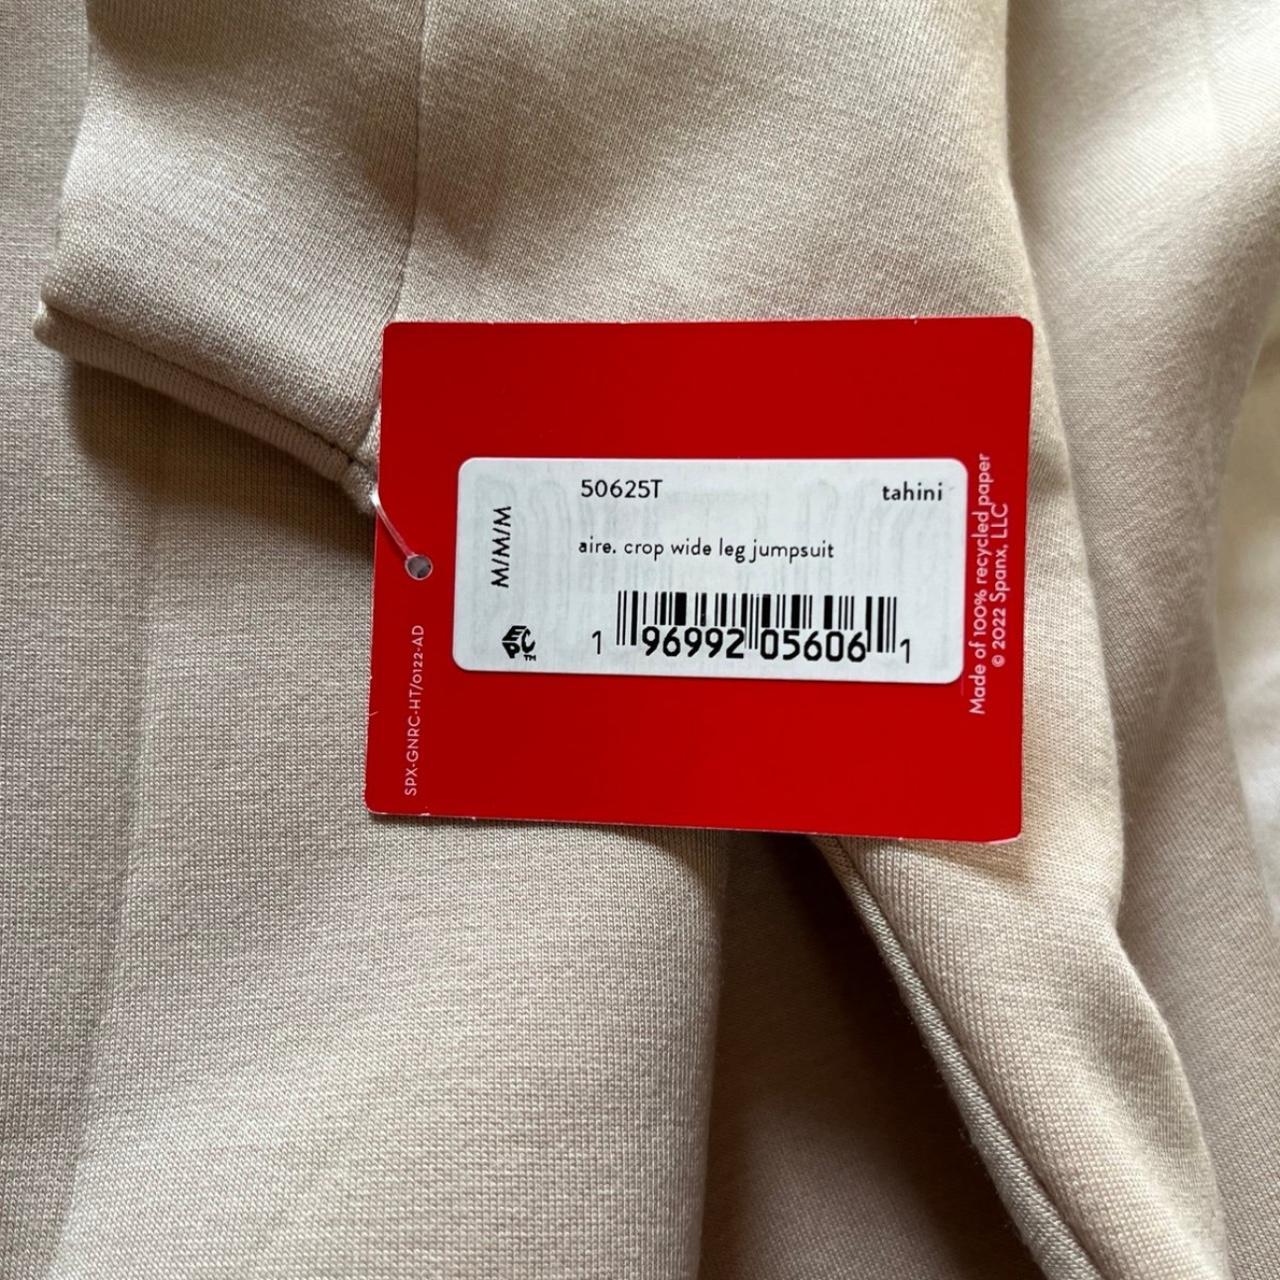 50625T
tahini
M/M/M
aire. crop wide leg jumpsuit
EPC™
1 96992 05606 1
SPX-GNRC-HT/0122-AD
Made of 100% recycled paper
© 2022 Spanx, LLC